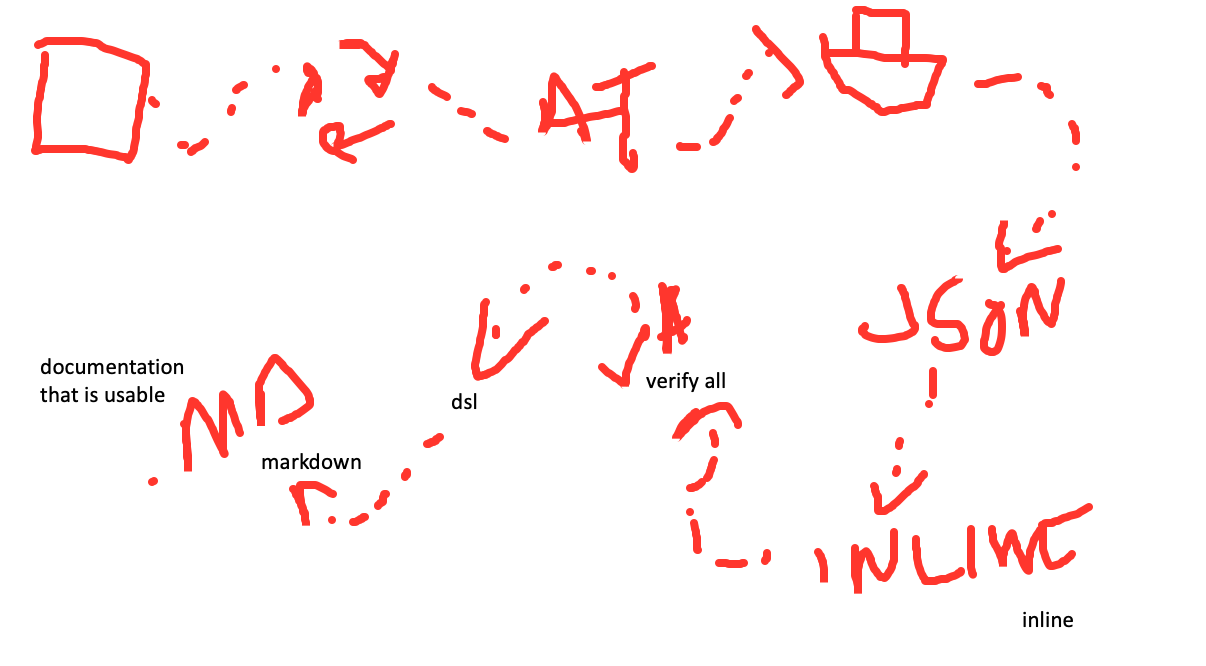 AT
JSON
documentation
that is usable
MD
markdown
dsl
verify all
INLINE
inline